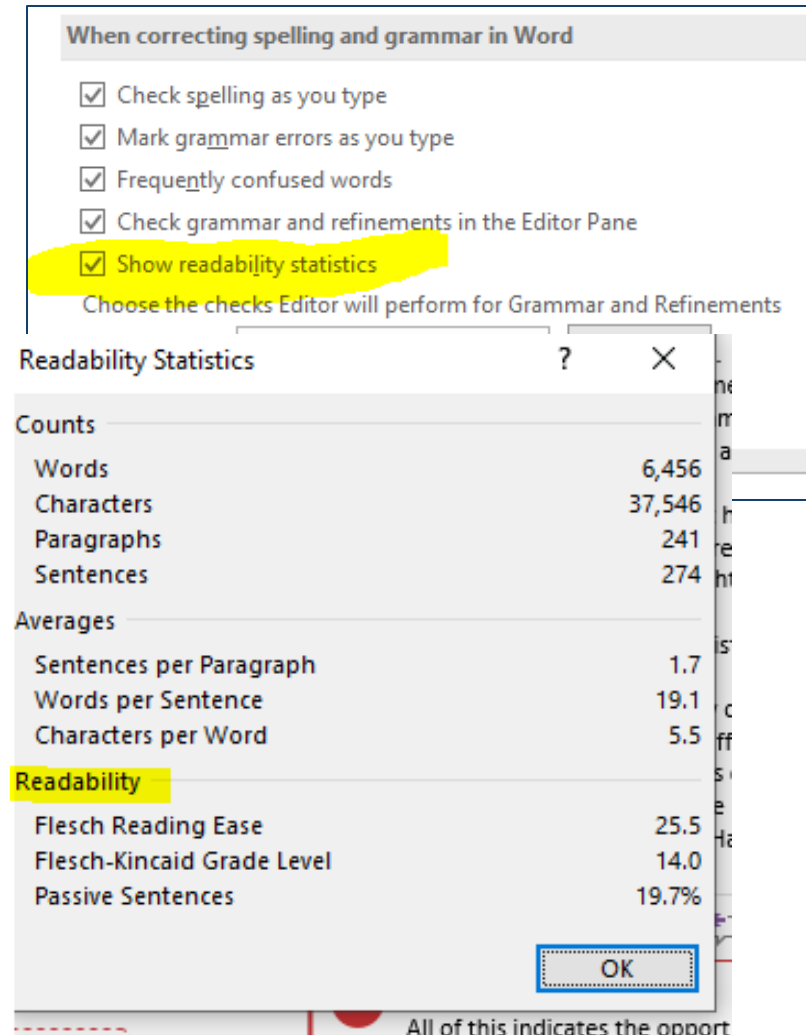 When correcting spelling and grammar in Word
Check spelling as you type
Mark grammar errors as you type
Frequently confused words
Check grammar and refinements in the Editor Pane
Show readability statistics
Choose the checks Editor will perform for Grammar and Refinements
Readability Statistics ?
Counts
Words 6,456
Characters 37,546
Paragraphs 241
Sentences 274
Averages
Sentences per Paragraph 1.7
Words per Sentence 19.1
Characters per Word 5.5
Readability
Flesch Reading Ease 25.5
Flesch-Kincaid Grade Level 14.0
Passive Sentences 19.7%
OK
All of this indicates the opport